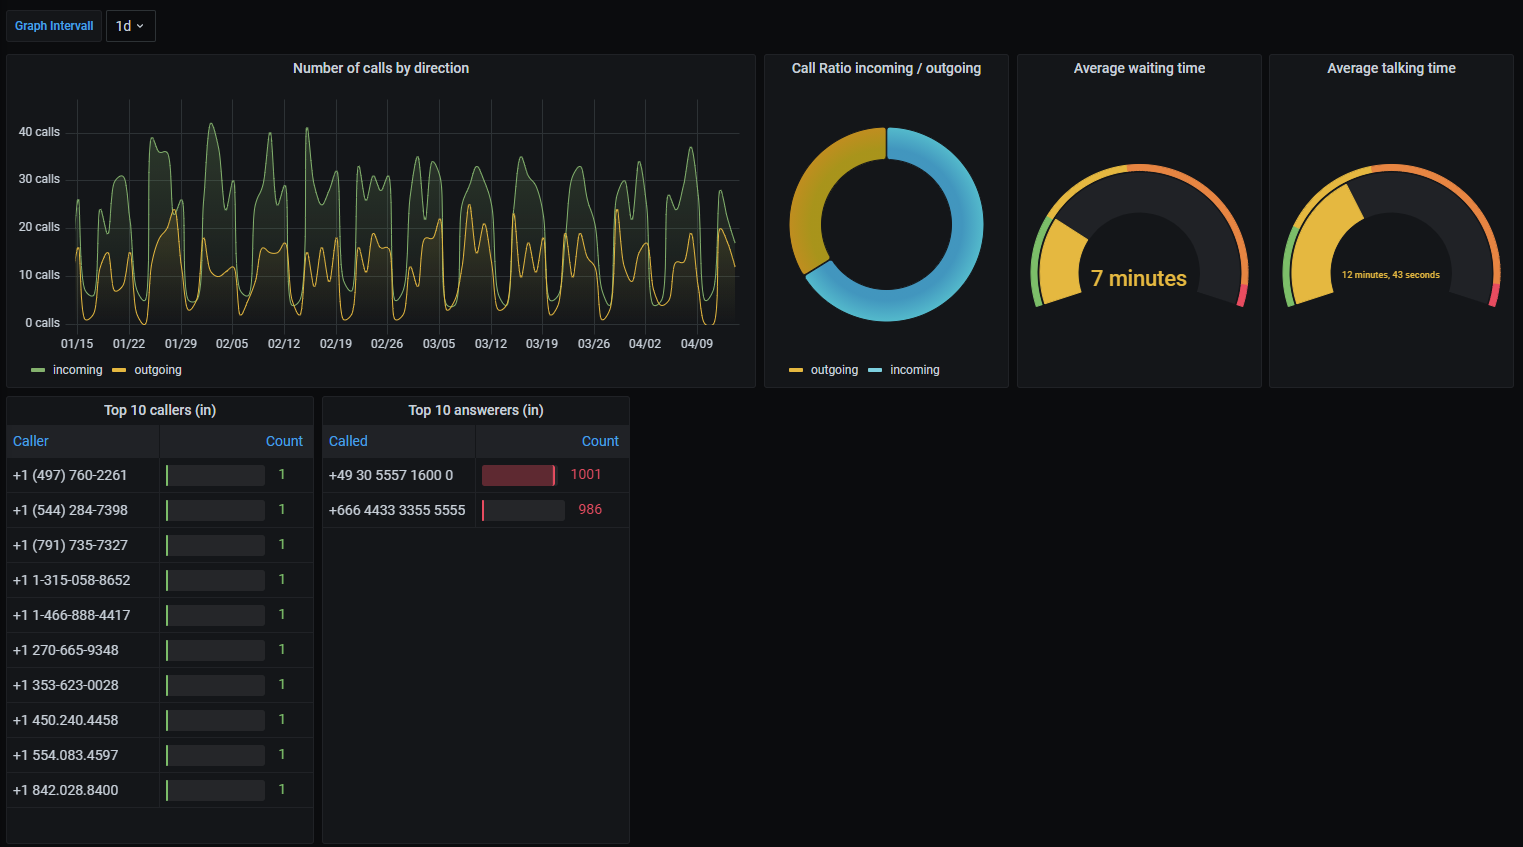 Graph Intervall 1d
Number of calls by direction
40 calls
30 calls
20 calls
10 calls
0 calls
01/15 01/22 01/29 02/05 02/12 02/19 02/26 03/05 03/12 03/19 03/26 04/02 04/09
incoming outgoing
Call Ratio incoming / outgoing
outgoing incoming
Average waiting time
7 minutes
Average talking time
12 minutes, 43 seconds
Top 10 callers (in)
Caller Count
+1 (497) 760-2261 1
+1 (544) 284-7398 1
+1 (791) 735-7327 1
+1 1-315-058-8652 1
+1 1-466-888-4417 1
+1 270-665-9348 1
+1 353-623-0028 1
+1 450.240.4458 1
+1 554.083.4597 1
+1 842.028.8400 1
Top 10 answerers (in)
Called Count
+49 30 5557 1600 0 1001
+666 4433 3355 5555 986